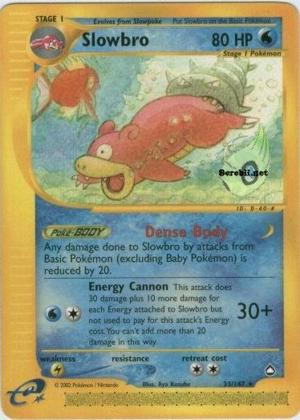 STAGE 1
Evolves from Slowpoke
Put Slowbro on the Basic Pokémon
Slowbro
80 HP
Stage 1 Pokémon
Serebii.net
ID: D-60-#
Poké-BODY
Dense Body
Any damage done to Slowbro by attacks from
Basic Pokémon (excluding Baby Pokémon) is
reduced by 20.
Energy Cannon This attack does
30 damage plus 10 more damage for
each Energy attached to Slowbro but
not used to pay for this attack's Energy
cost. You can't add more than 20
damage in this way.
30+
weakness
resistance
retreat cost
©2002 Pokémon / Nintendo
Illus. Aya Kusube
33/147 ★